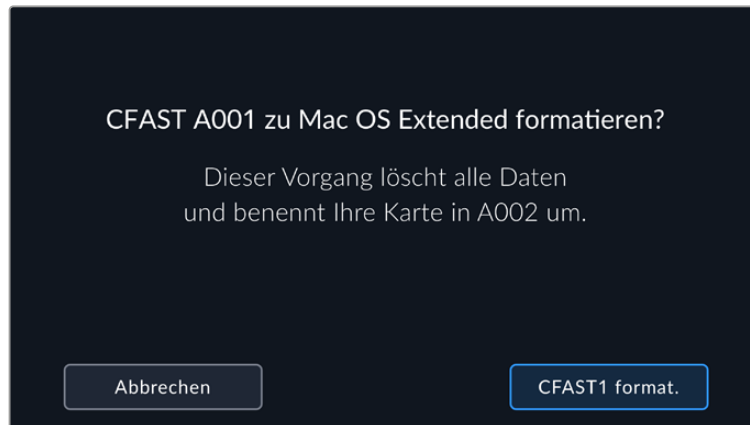 CFAST A001 zu Mac OS Extended formatieren?
Dieser Vorgang löscht alle Daten
und benennt Ihre Karte in A002 um.
Abbrechen
CFAST1 format.